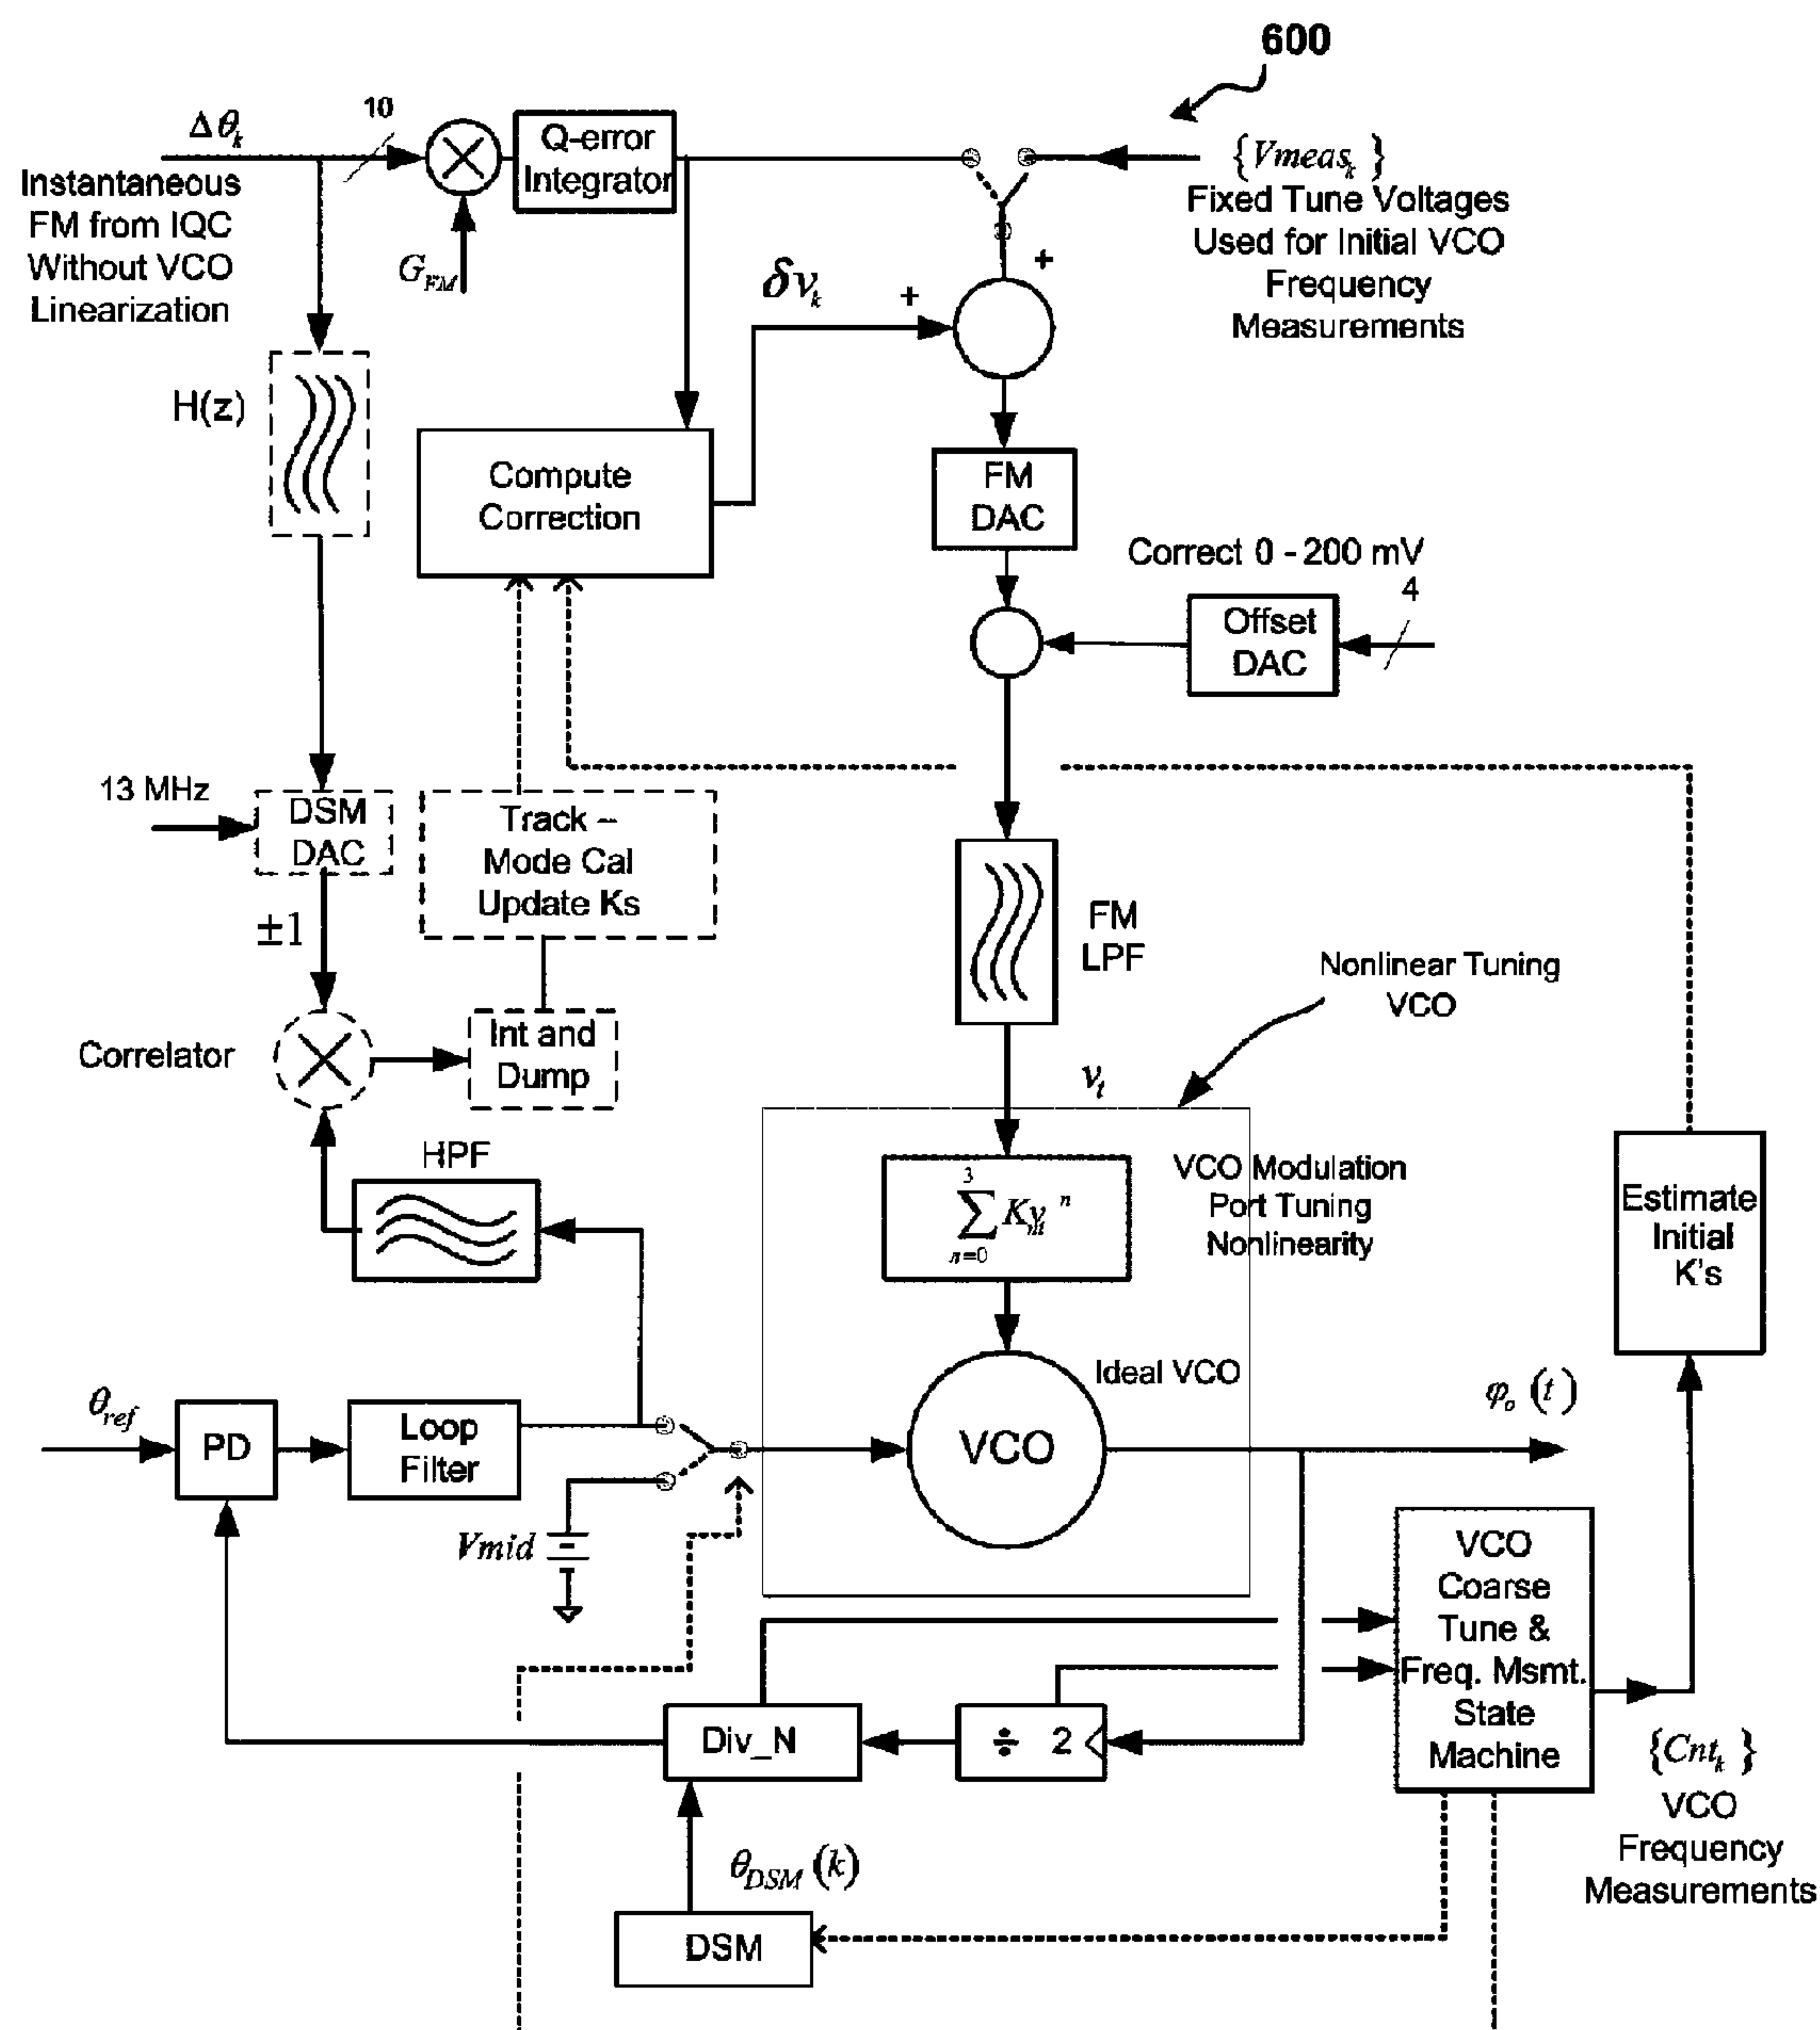 600
Δθk
10
Q-error
Integrator
{Vmeask}
Instantaneous
FM from IQC
Without VCO
Linearization
GFM
Fixed Tune Voltages
Used for Initial VCO
Frequency
Measurements
+
δvk
+
H(z)
Compute
Correction
FM
DAC
Correct 0 - 200 mV
4
Offset
DAC
13 MHz
DSM
DAC
Track –
Mode Cal
Update Ks
±1
FM
LPF
Nonlinear Tuning
VCO
Correlator
Int and
Dump
vt
HPF
3
∑ Knvt n
n=0
VCO Modulation
Port Tuning
Nonlinearity
Estimate
Initial
K's
Ideal VCO
θref
PD
Loop
Filter
VCO
φo (t)
Vmid
VCO
Coarse
Tune &
Freq. Msmt.
State
Machine
Div_N
÷ 2
{Cntk}
VCO
Frequency
Measurements
θDSM (k)
DSM